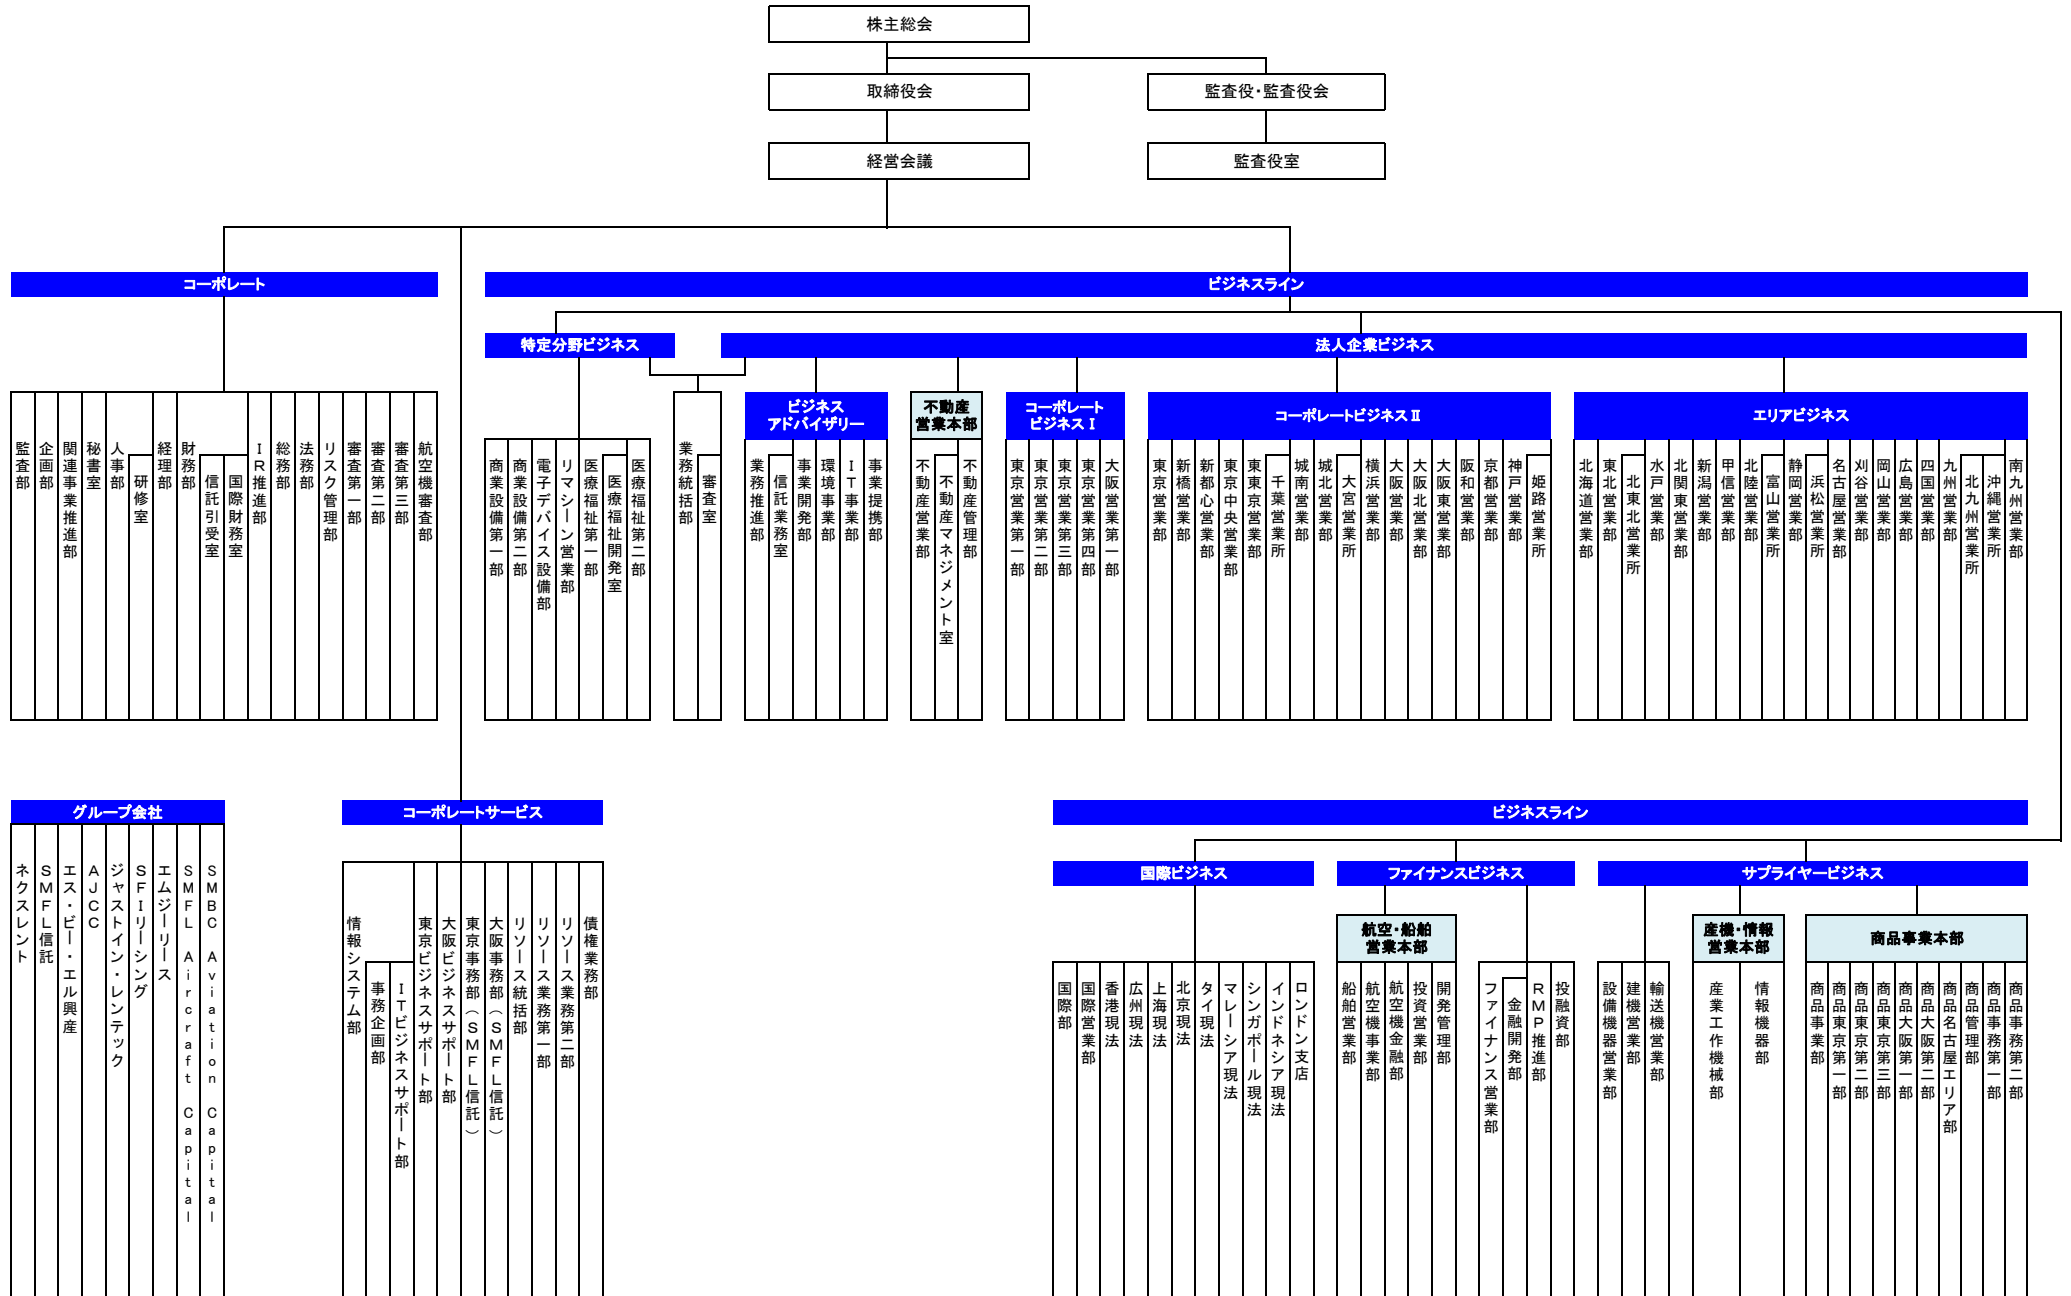 株主総会
取締役会
監査役・監査役会
経営会議
監査役室
コーポレート
ビジネスライン
特定分野ビジネス
法人企業ビジネス
監査部
企画部
関連事業推進部
秘書室
人事部
研修室
経理部
財務部
信託引受室
国際財務室
ＩＲ推進部
総務部
法務部
リスク管理部
審査第一部
審査第二部
審査第三部
航空機審査部
商業設備第一部
商業設備第二部
電子デバイス設備部
リマシーン営業部
医療福祉第一部
医療福祉開発室
医療福祉第二部
業務統括部
審査室
ビジネス
アドバイザリー
業務推進部
信託業務室
事業開発部
環境事業部
ＩＴ事業部
事業提携部
不動産
営業本部
不動産営業部
不動産マネジメント室
不動産管理部
コーポレート
ビジネスⅠ
東京営業第一部
東京営業第二部
東京営業第三部
東京営業第四部
大阪営業第一部
コーポレートビジネスⅡ
東京営業部
新橋営業部
新都心営業部
東京中央営業部
東東京営業部
千葉営業所
城南営業部
城北営業部
大宮営業所
横浜営業部
大阪営業部
大阪北営業部
大阪東営業部
阪和営業部
京都営業部
神戸営業部
姫路営業所
エリアビジネス
北海道営業部
東北営業部
北東北営業所
水戸営業部
北関東営業部
新潟営業部
甲信営業部
北陸営業部
富山営業所
静岡営業部
浜松営業所
名古屋営業部
刈谷営業部
岡山営業部
広島営業部
四国営業部
九州営業部
北九州営業所
沖縄営業所
南九州営業部
グループ会社
ネクスレント
ＳＭＦＬ信託
エス・ビー・エル興産
ＡＪＣＣ
ジャストイン・レンテック
ＳＦＩリーシング
エムジーリース
ＳＭＦＬ　Ａｉｒｃｒａｆｔ　Ｃａｐｉｔａｌ
ＳＭＢＣ　Ａｖｉａｔｉｏｎ　Ｃａｐｉｔａｌ
コーポレートサービス
情報システム部
事務企画部
ＩＴビジネスサポート部
東京ビジネスサポート部
大阪ビジネスサポート部
東京事務部（ＳＭＦＬ信託）
大阪事務部（ＳＭＦＬ信託）
リソース統括部
リソース業務第一部
リソース業務第二部
債権業務部
ビジネスライン
国際ビジネス
ファイナンスビジネス
サプライヤービジネス
国際部
国際営業部
香港現法
広州現法
上海現法
北京現法
タイ現法
マレーシア現法
シンガポール現法
インドネシア現法
ロンドン支店
航空・船舶
営業本部
船舶営業部
航空機事業部
航空機金融部
投資営業部
開発管理部
ファイナンス営業部
金融開発部
ＲＭＰ推進部
投融資部
設備機器営業部
建機営業部
輸送機営業部
産機・情報
営業本部
産業工作機械部
情報機器部
商品事業本部
商品事業部
商品東京第一部
商品東京第二部
商品東京第三部
商品大阪第一部
商品大阪第二部
商品名古屋エリア部
商品管理部
商品事務第一部
商品事務第二部